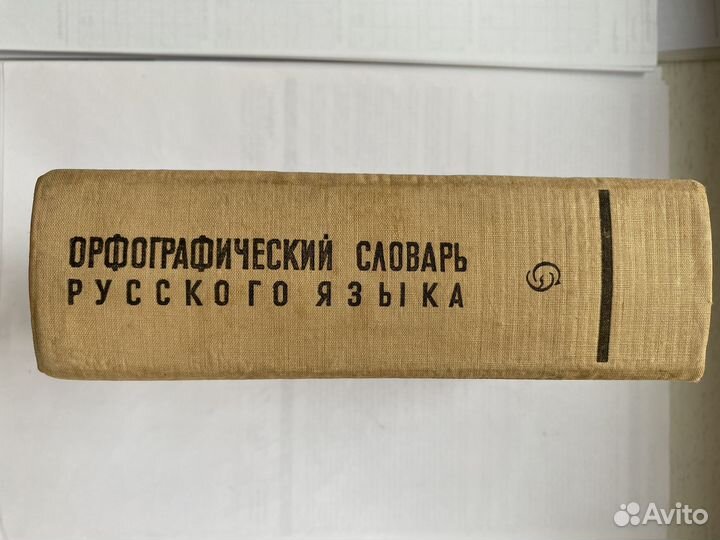 ОРФОГРАФИЧЕСКИЙ СЛОВАРЬ
РУССКОГО ЯЗЫКА
Avito